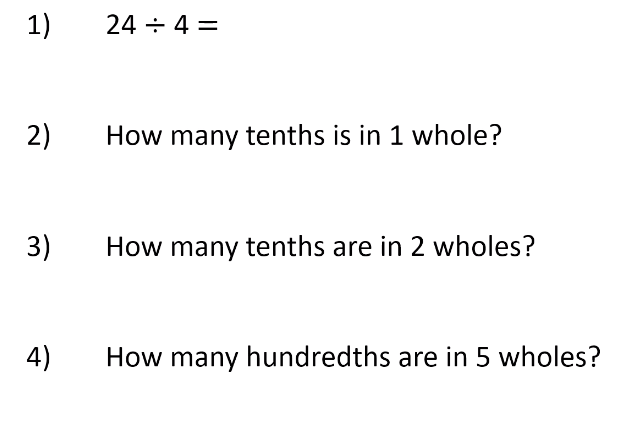 1) 24 ÷ 4 =
2) How many tenths is in 1 whole?
3) How many tenths are in 2 wholes?
4) How many hundredths are in 5 wholes?